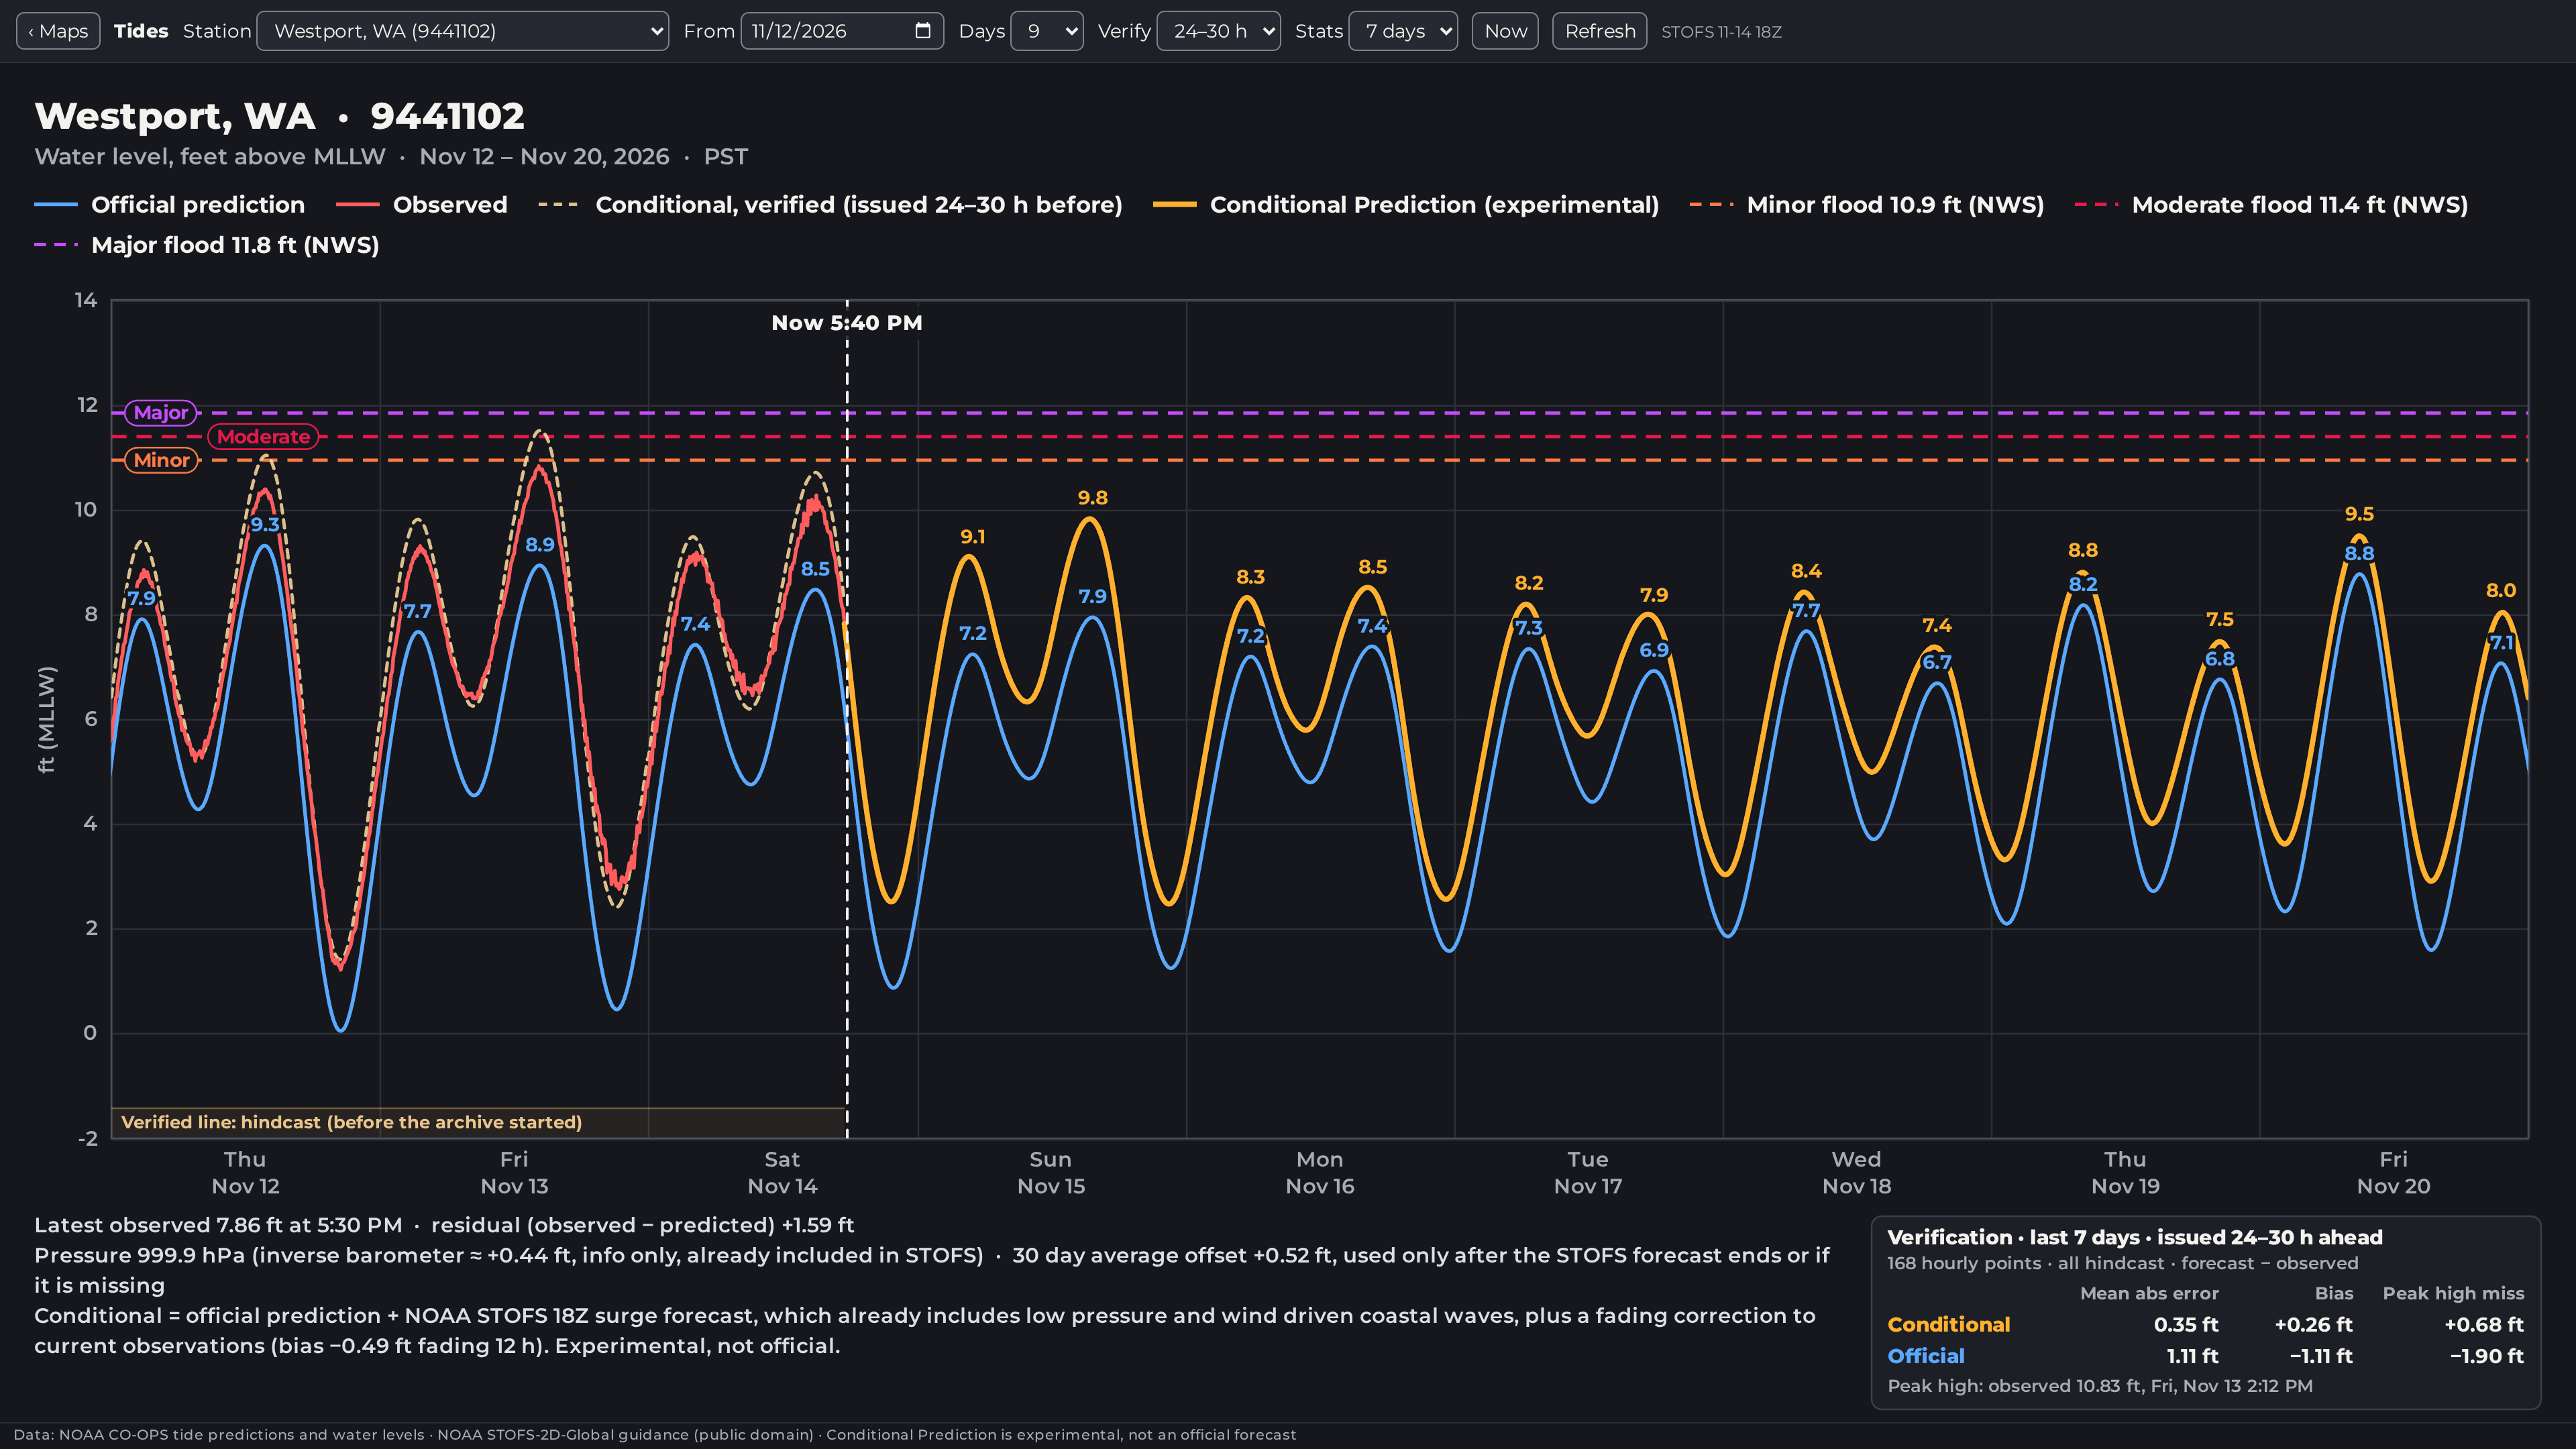 ‹ Maps Tides Station Westport, WA (9441102) From 11/12/2026 Days 9 Verify 24–30 h Stats 7 days Now Refresh STOFS 11-14 18Z
Westport, WA · 9441102
Water level, feet above MLLW · Nov 12 – Nov 20, 2026 · PST
Official prediction Observed Conditional, verified (issued 24–30 h before) Conditional Prediction (experimental) Minor flood 10.9 ft (NWS) Moderate flood 11.4 ft (NWS)
Major flood 11.8 ft (NWS)
14
Now 5:40 PM
12
Major
Moderate
Minor
10
8
6
4
2
0
-2
ft (MLLW)
7.9
9.3
7.7
8.9
7.4
8.5
9.1
7.2
9.8
7.9
8.3
7.2
8.5
7.4
8.2
7.3
7.9
6.9
8.4
7.7
7.4
6.7
8.8
8.2
7.5
6.8
9.5
8.8
8.0
7.1
Verified line: hindcast (before the archive started)
Thu Fri Sat Sun Mon Tue Wed Thu Fri
Nov 12 Nov 13 Nov 14 Nov 15 Nov 16 Nov 17 Nov 18 Nov 19 Nov 20
Latest observed 7.86 ft at 5:30 PM · residual (observed − predicted) +1.59 ft
Pressure 999.9 hPa (inverse barometer ≈ +0.44 ft, info only, already included in STOFS) · 30 day average offset +0.52 ft, used only after the STOFS forecast ends or if
it is missing
Conditional = official prediction + NOAA STOFS 18Z surge forecast, which already includes low pressure and wind driven coastal waves, plus a fading correction to
current observations (bias −0.49 ft fading 12 h). Experimental, not official.
Verification · last 7 days · issued 24–30 h ahead
168 hourly points · all hindcast · forecast − observed
Mean abs error Bias Peak high miss
Conditional 0.35 ft +0.26 ft +0.68 ft
Official 1.11 ft −1.11 ft −1.90 ft
Peak high: observed 10.83 ft, Fri, Nov 13 2:12 PM
Data: NOAA CO-OPS tide predictions and water levels · NOAA STOFS-2D-Global guidance (public domain) · Conditional Prediction is experimental, not an official forecast